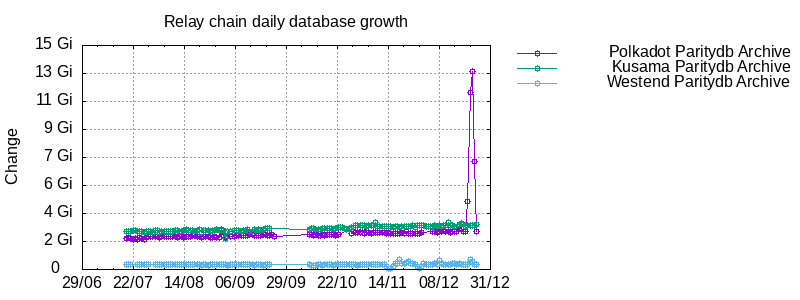 Relay chain daily database growth
15 Gi
13 Gi
11 Gi
9 Gi
7 Gi
6 Gi
4 Gi
2 Gi
0
Change
29/06 22/07 14/08 06/09 29/09 22/10 14/11 08/12 31/12
Polkadot Paritydb Archive
Kusama Paritydb Archive
Westend Paritydb Archive